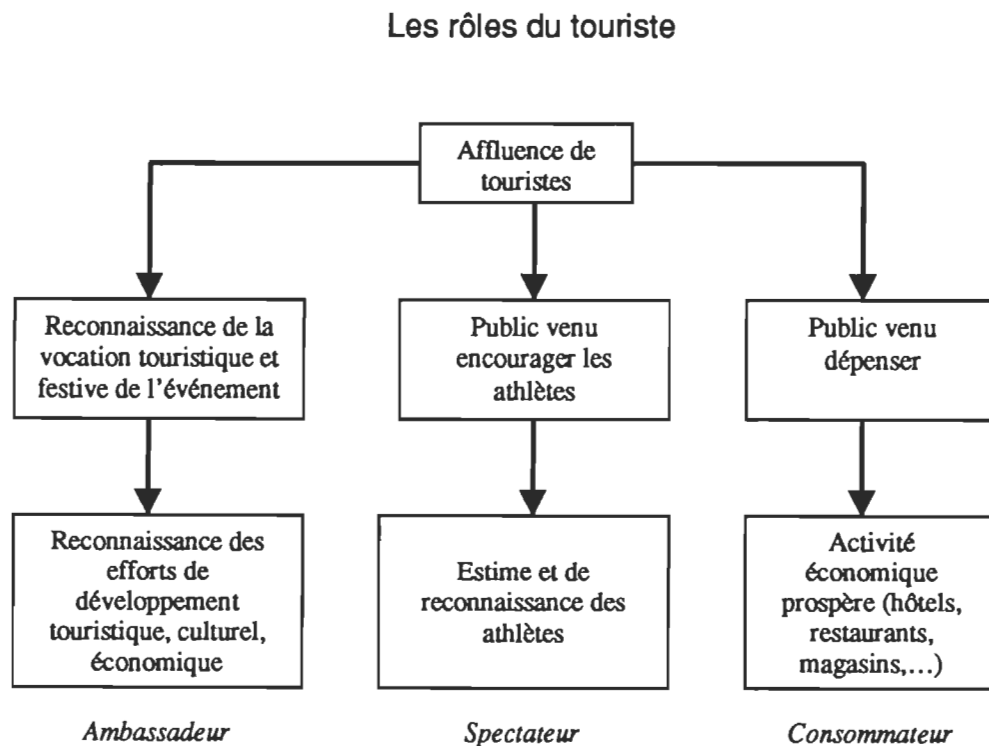 Les rôles du touriste
Affluence de
touristes
Reconnaissance de la
vocation touristique et
festive de l'événement
Public venu
encourager les
athlètes
Public venu
dépenser
Reconnaissance des
efforts de
développement
touristique, culturel,
économique
Estime et de
reconnaissance des
athlètes
Activité
économique
prospère (hôtels,
restaurants,
magasins,...)
Ambassadeur
Spectateur
Consommateur